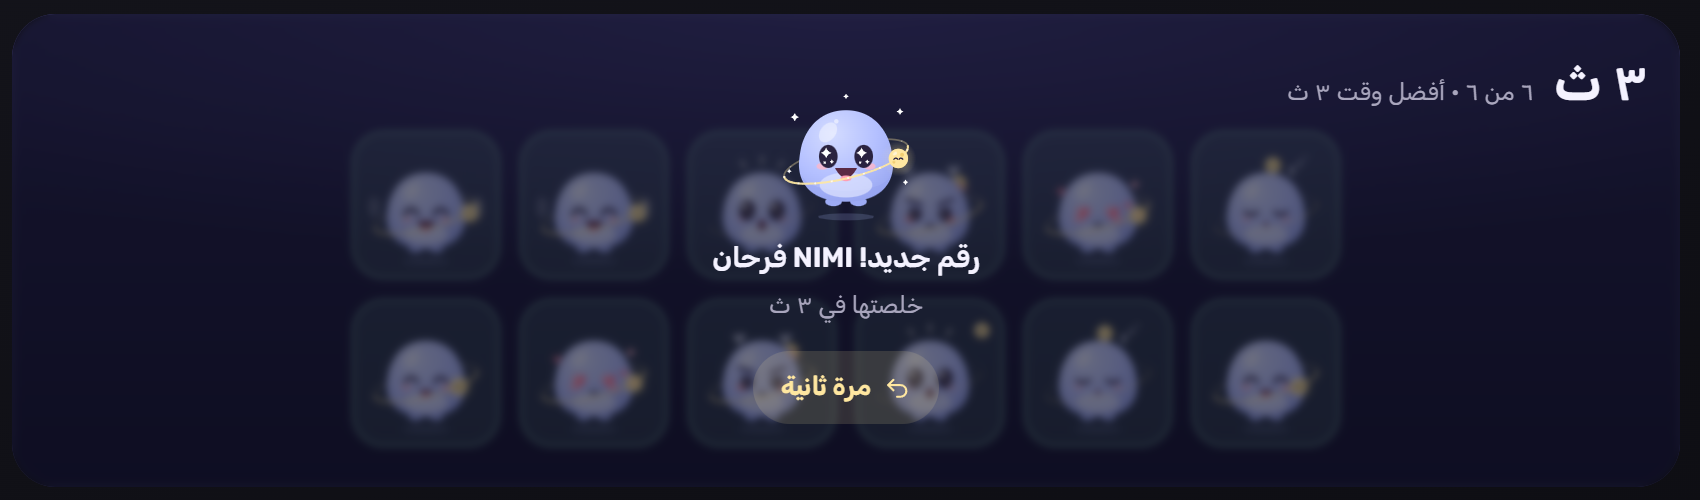 ٣ ث
٦ من ٦ • أفضل وقت ٣ ث
رقم جديد! NIMI فرحان
خلصتها في ٣ ث
مرة ثانية